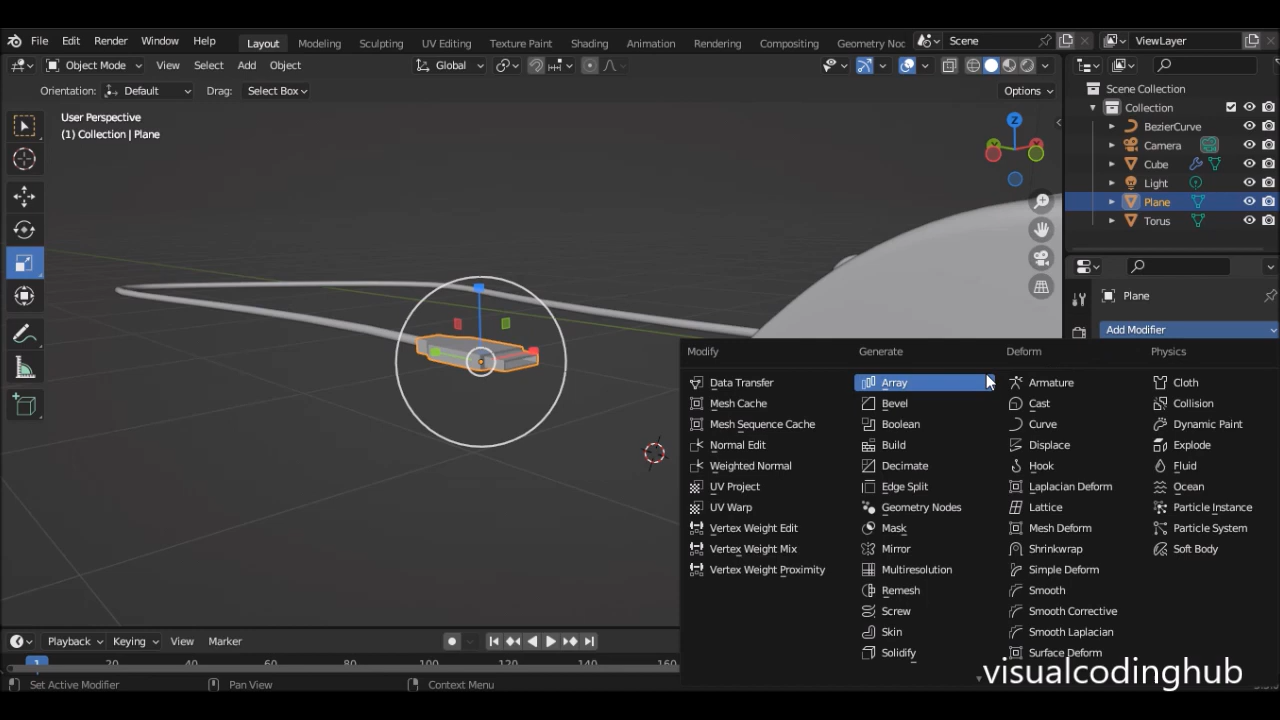 File Edit Render Window Help Layout Modeling Sculpting UV Editing Texture Paint Shading Animation Rendering Compositing Geometry Noc Scene ViewLayer
Object Mode View Select Add Object Global
Orientation: Default Drag: Select Box Options
User Perspective
(1) Collection | Plane
Z
Scene Collection
Collection
BezierCurve
Camera
Cube
Light
Plane
Torus
Plane
Add Modifier
Modify Generate Deform Physics
Data Transfer Array Armature Cloth
Mesh Cache Bevel Cast Collision
Mesh Sequence Cache Boolean Curve Dynamic Paint
Normal Edit Build Displace Explode
Weighted Normal Decimate Hook Fluid
UV Project Edge Split Laplacian Deform Ocean
UV Warp Geometry Nodes Lattice Particle Instance
Vertex Weight Edit Mask Mesh Deform Particle System
Vertex Weight Mix Mirror Shrinkwrap Soft Body
Vertex Weight Proximity Multiresolution Simple Deform
Remesh Smooth
Screw Smooth Corrective
Skin Smooth Laplacian
Solidify Surface Deform
Playback Keying View Marker
1 20 40 60 80 100 120 140 160
visualcodinghub
Set Active Modifier Pan View Context Menu